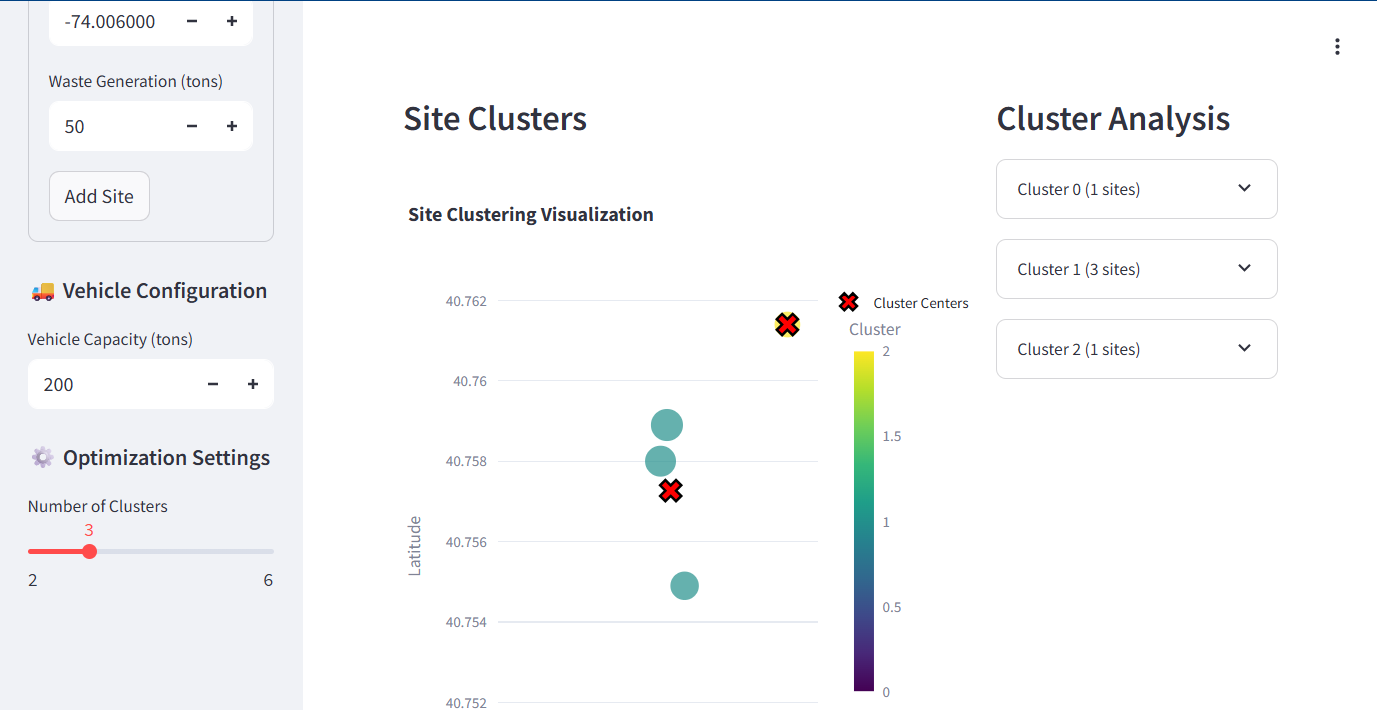 -74.006000
Waste Generation (tons)
50
Add Site
🚚 Vehicle Configuration
Vehicle Capacity (tons)
200
⚙️ Optimization Settings
Number of Clusters
3
2 6
Site Clusters
Site Clustering Visualization
40.762
40.76
40.758
40.756
40.754
40.752
Latitude
Cluster Centers
Cluster
2
1.5
1
0.5
0
Cluster Analysis
Cluster 0 (1 sites)
Cluster 1 (3 sites)
Cluster 2 (1 sites)